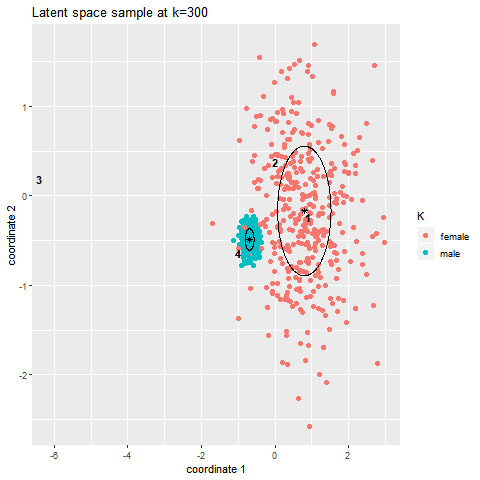 Latent space sample at k=300
1
0
-1
-2
coordinate 2
3
2
1
4
-6
-4
-2
0
2
coordinate 1
K
female
male